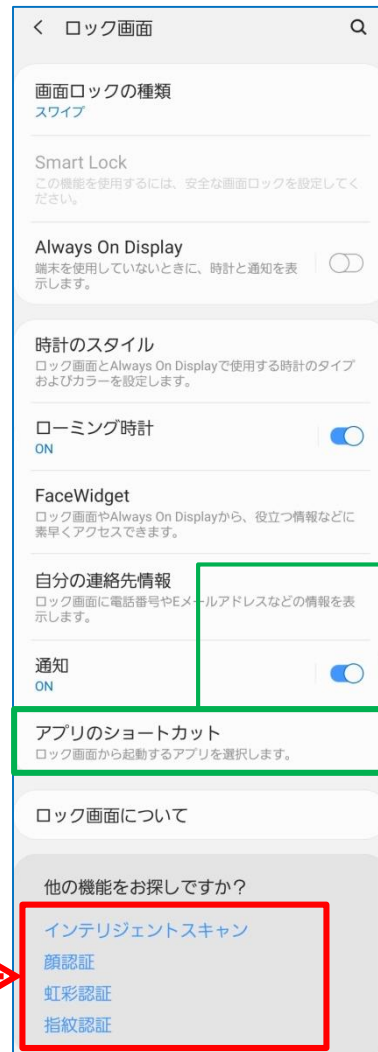 ロック画面
画面ロックの種類
スワイプ
Smart Lock
この機能を使用するには、安全な画面ロックを設定してく
ださい。
Always On Display
端末を使用していないときに、時計と通知を表
示します。
時計のスタイル
ロック画面とAlways On Displayで使用する時計のタイプ
およびカラーを設定します。
ローミング時計
ON
FaceWidget
ロック画面やAlways On Displayから、役立つ情報などに
素早くアクセスできます。
自分の連絡先情報
ロック画面に電話番号やEメールアドレスなどの情報を表
示します。
通知
ON
アプリのショートカット
ロック画面から起動するアプリを選択します。
ロック画面について
他の機能をお探しですか？
インテリジェントスキャン
顔認証
虹彩認証
指紋認証